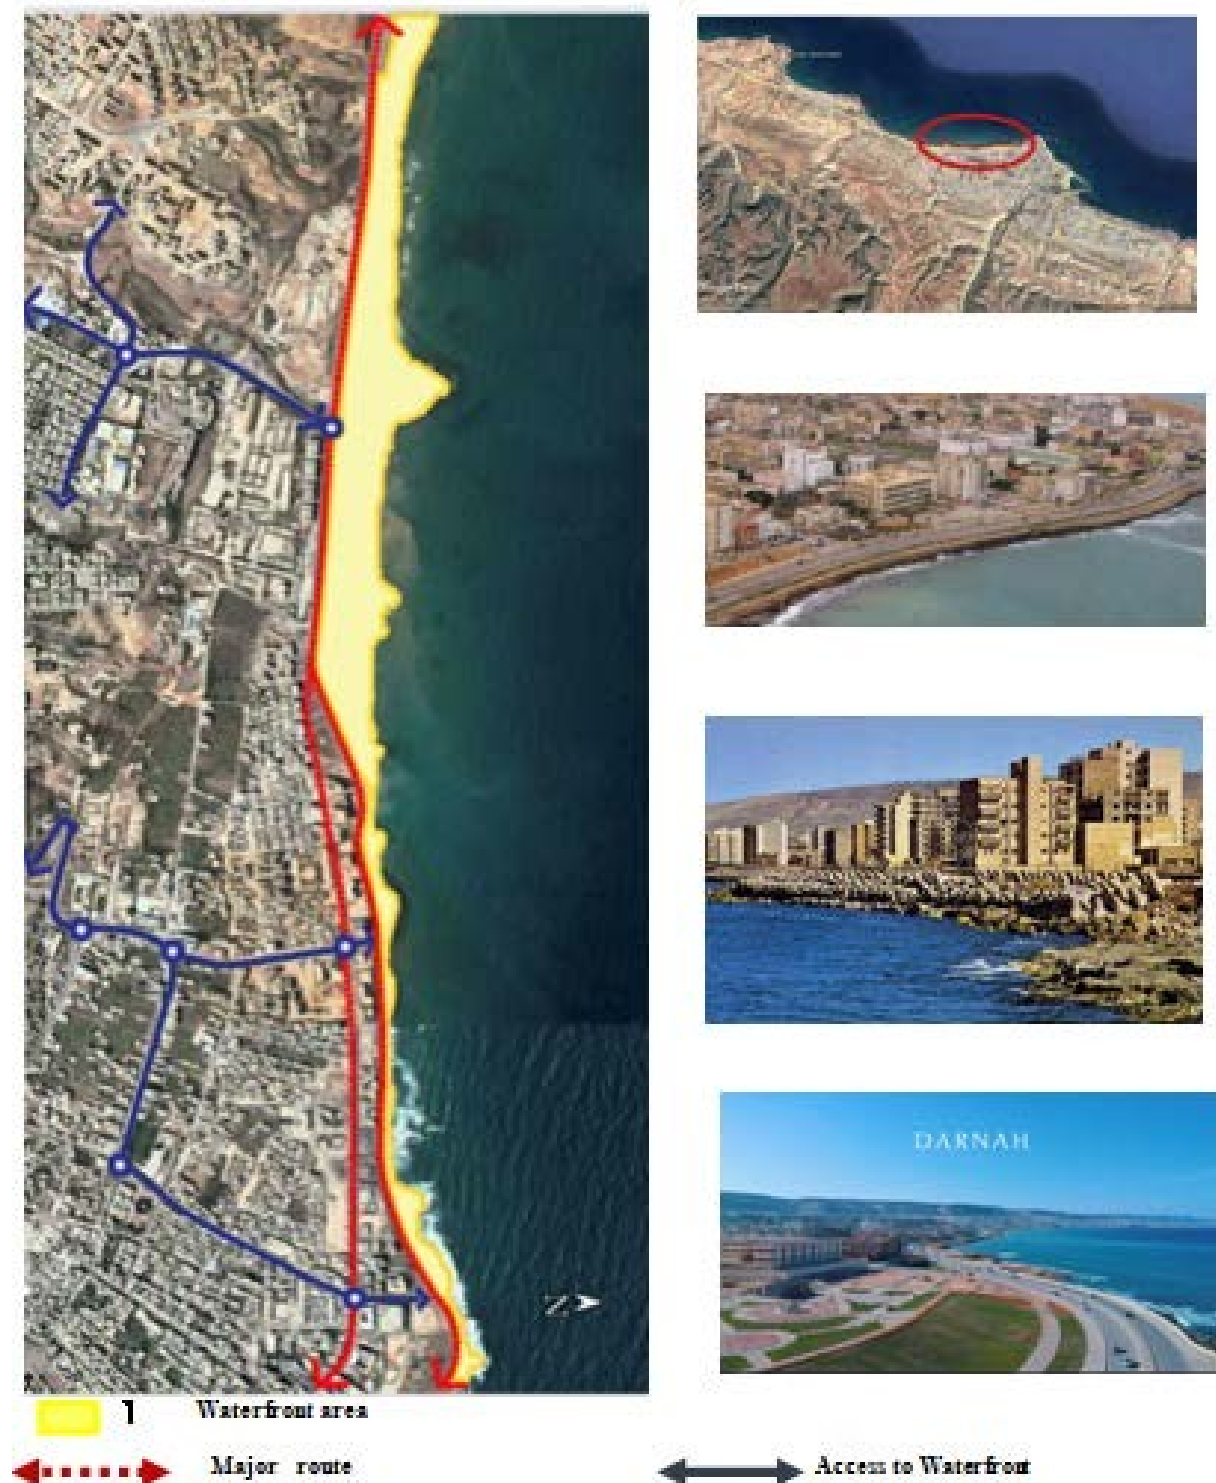 DARNAH
N
1 Waterfront area
Major route
Access to Waterfront